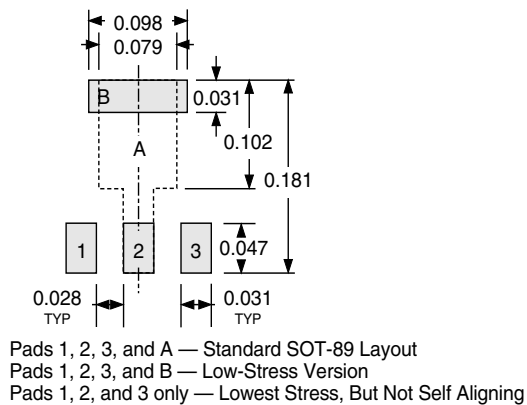 0.098
0.079
B
0.031
A
0.102
0.181
1
2
3
0.047
0.028
TYP
0.031
TYP
Pads 1, 2, 3, and A — Standard SOT-89 Layout
Pads 1, 2, 3, and B — Low-Stress Version
Pads 1, 2, and 3 only — Lowest Stress, But Not Self Aligning